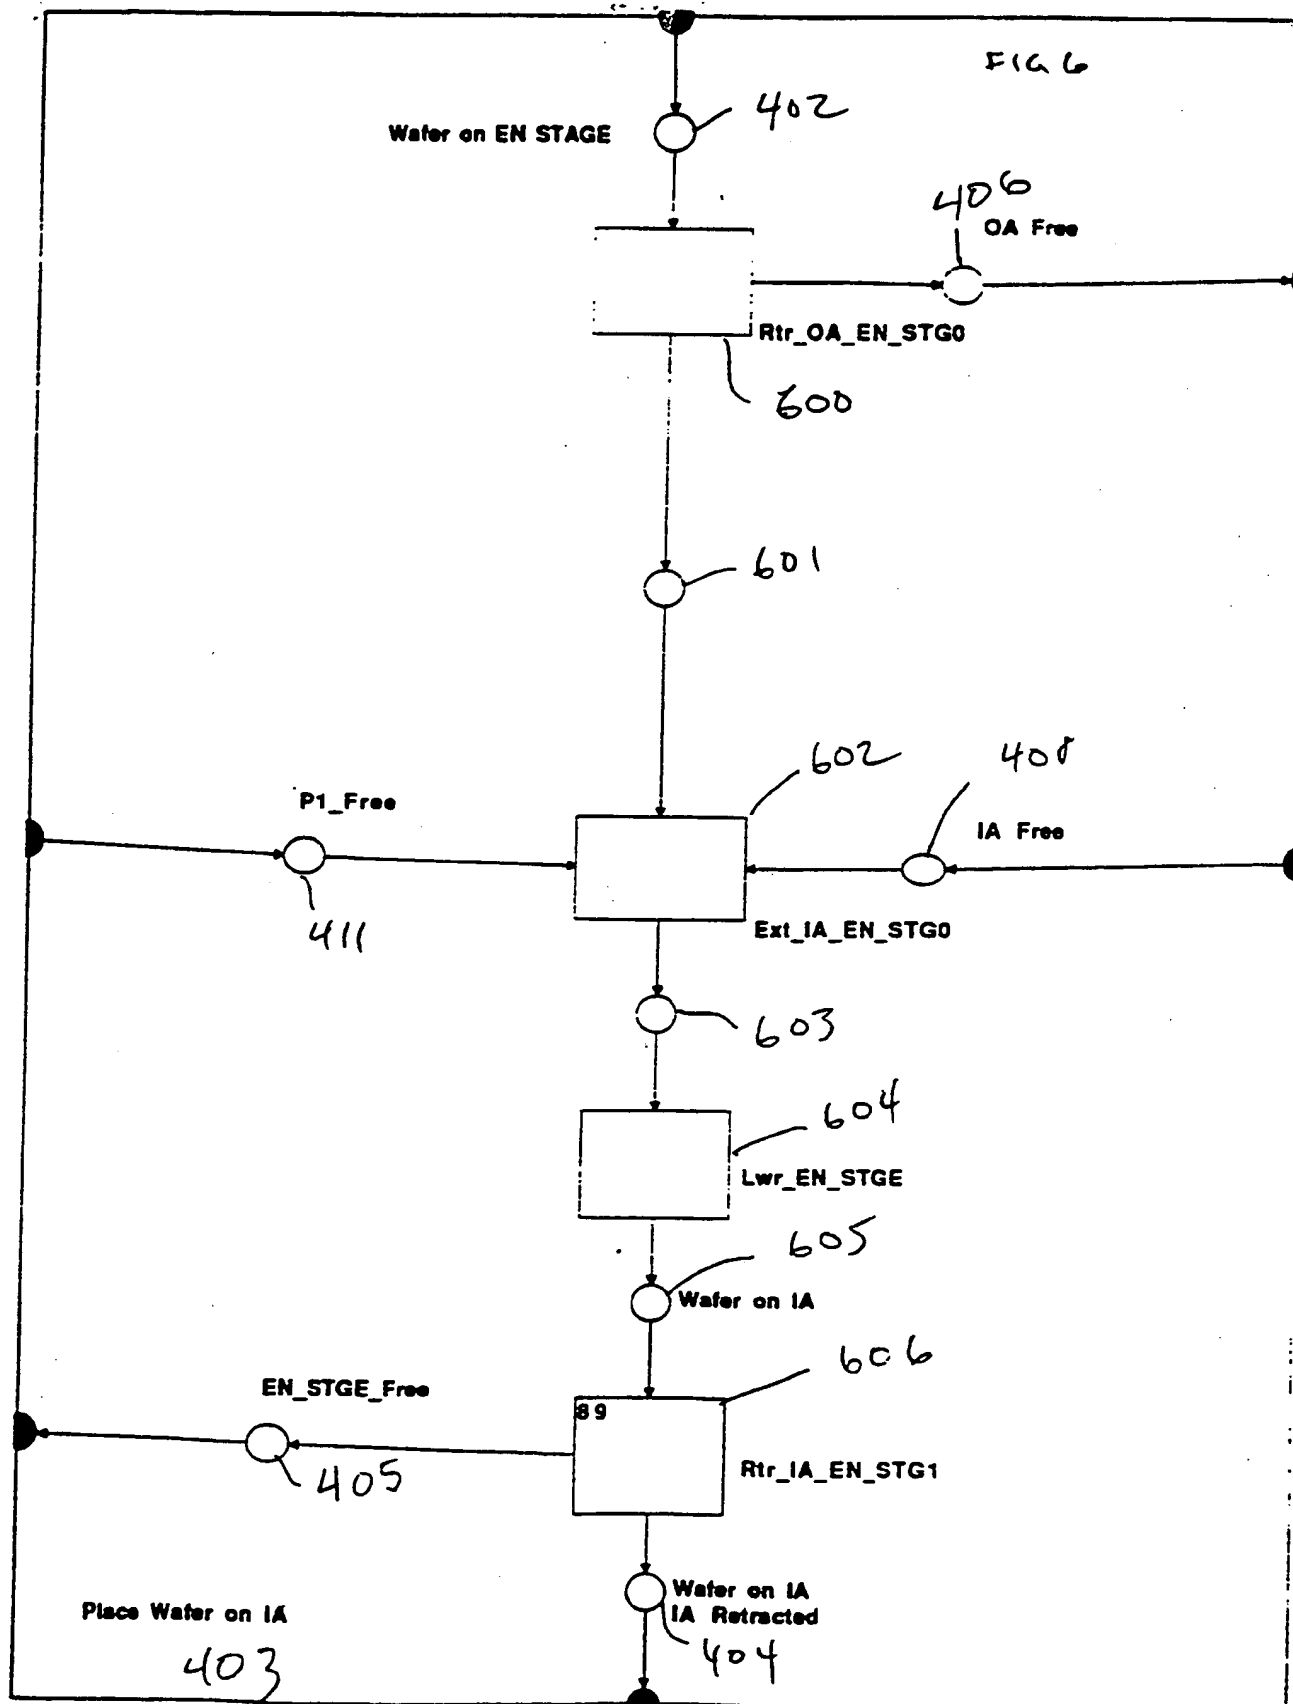 FIG 6
402
Wafer on EN STAGE
406
OA Free
Rtr_OA_EN_STG0
600
601
602
408
P1_Free
IA Free
411
Ext_IA_EN_STG0
603
604
Lwr_EN_STGE
605
Wafer on IA
606
EN_STGE_Free
89
405
Rtr_IA_EN_STG1
Wafer on IA
IA Retracted
Place Wafer on IA
403
404